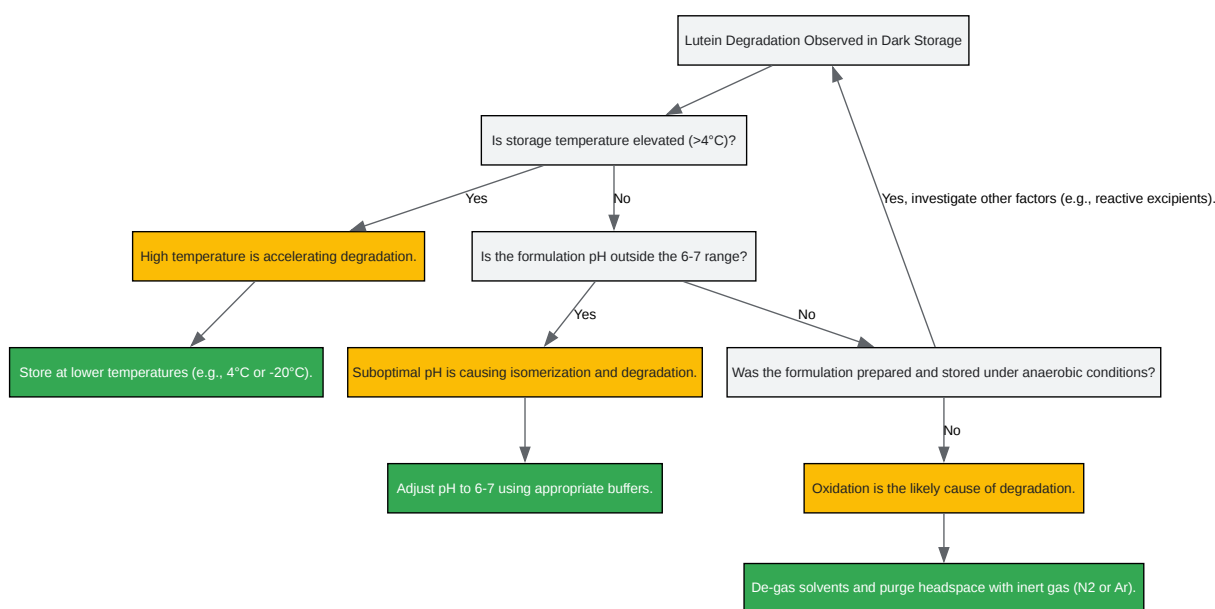 Lutein Degradation Observed in Dark Storage
Is storage temperature elevated (>4°C)?
Yes
No
Yes, investigate other factors (e.g., reactive excipients).
High temperature is accelerating degradation.
Is the formulation pH outside the 6-7 range?
Yes
No
Store at lower temperatures (e.g., 4°C or -20°C).
Suboptimal pH is causing isomerization and degradation.
Was the formulation prepared and stored under anaerobic conditions?
No
Adjust pH to 6-7 using appropriate buffers.
Oxidation is the likely cause of degradation.
De-gas solvents and purge headspace with inert gas (N2 or Ar).